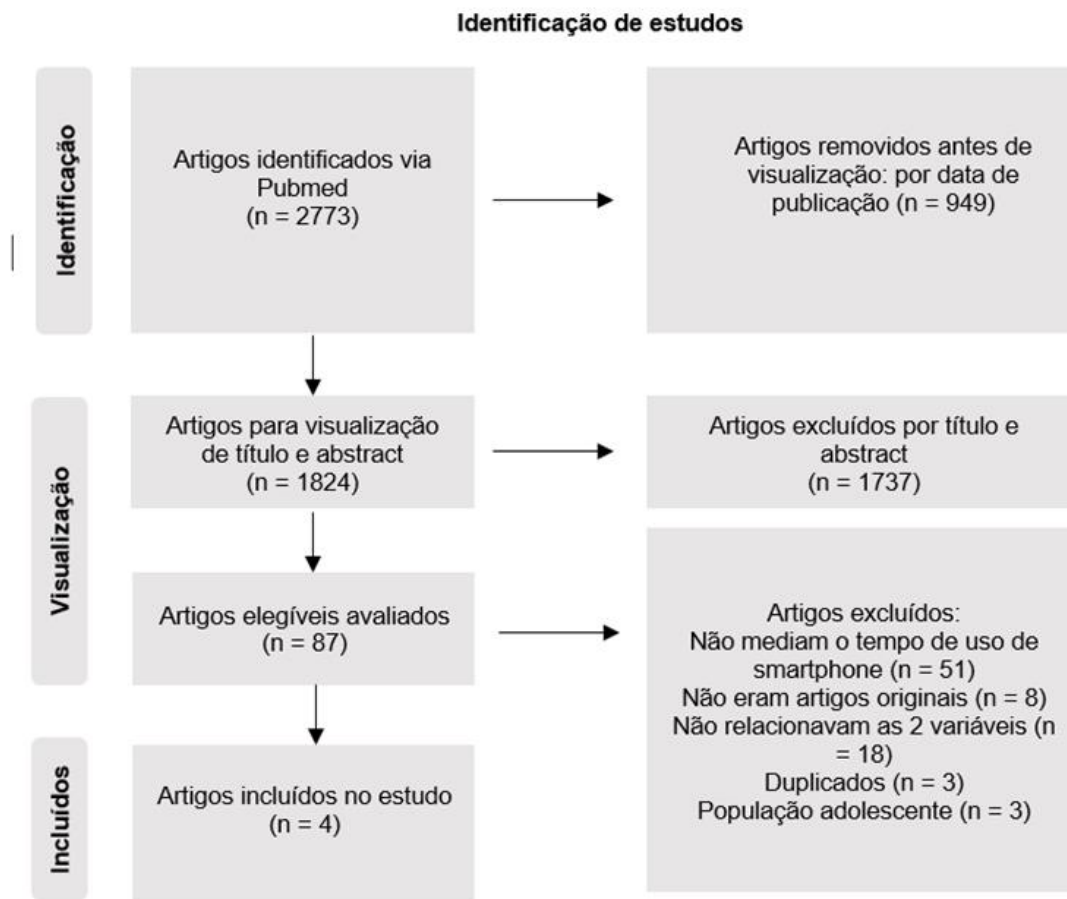 Identificação de estudos
Identificação
Artigos identificados via
Pubmed
(n = 2773)
Artigos removidos antes de
visualização: por data de
publicação (n = 949)
Visualização
Artigos para visualização
de título e abstract
(n = 1824)
Artigos excluídos por título e
abstract
(n = 1737)
Artigos elegíveis avaliados
(n = 87)
Artigos excluídos:
Não mediam o tempo de uso de
smartphone (n = 51)
Não eram artigos originais (n = 8)
Não relacionavam as 2 variáveis (n
= 18)
Duplicados (n = 3)
População adolescente (n = 3)
Incluídos
Artigos incluídos no estudo
(n = 4)